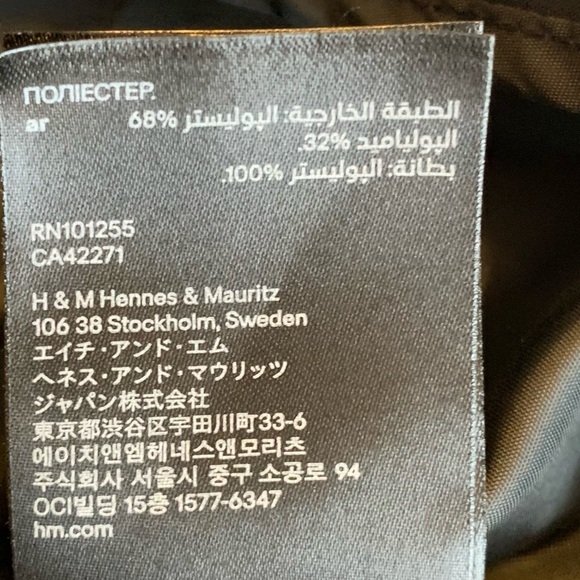 ПОЛІЕСТЕР.
ar الطبقة الخارجية: البوليستر 68%
البولياميد 32%.
بطانة: البوليستر 100%.
RN101255
CA42271
H & M Hennes & Mauritz
106 38 Stockholm, Sweden
エイチ・アンド・エム
ヘネス・アンド・マウリッツ
ジャパン株式会社
東京都渋谷区宇田川町33-6
에이치앤엠헤네스앤모리츠
주식회사 서울시 중구 소공로 94
OCI빌딩 15층 1577-6347
hm.com